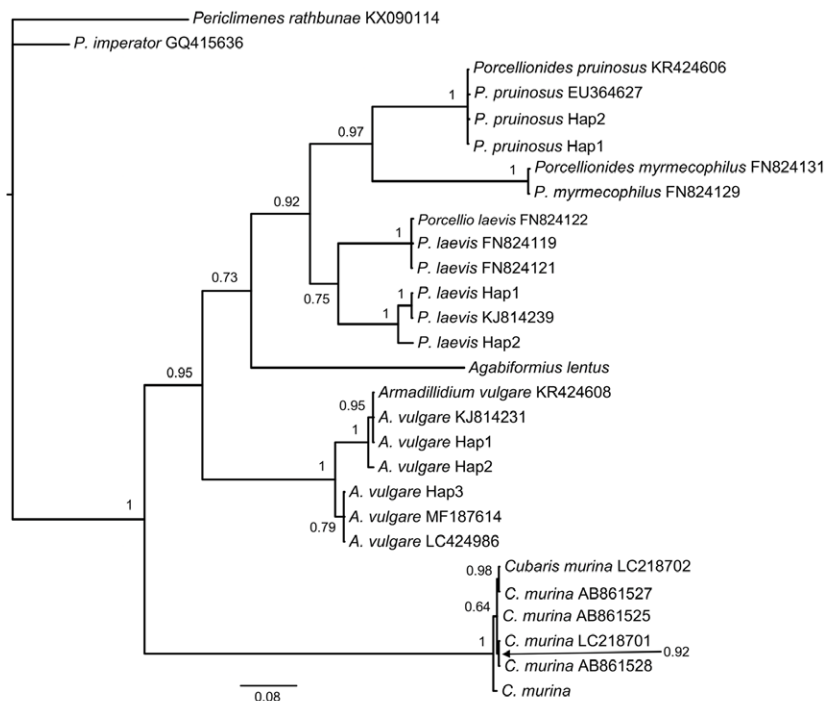 Periclimenes rathbunae KX090114
P. imperator GQ415636
Porcellionides pruinosus KR424606
1
P. pruinosus EU364627
P. pruinosus Hap2
0.97
P. pruinosus Hap1
1
Porcellionides myrmecophilus FN824131
P. myrmecophilus FN824129
0.92
Porcellio laevis FN824122
1
P. laevis FN824119
P. laevis FN824121
0.73
0.75
1
P. laevis Hap1
P. laevis KJ814239
1
P. laevis Hap2
Agabiformius lentus
0.95
Armadillidium vulgare KR424608
0.95
A. vulgare KJ814231
1
A. vulgare Hap1
A. vulgare Hap2
1
A. vulgare Hap3
A. vulgare MF187614
0.79
A. vulgare LC424986
1
Cubaris murina LC218702
0.98
C. murina AB861527
0.64
C. murina AB861525
1
C. murina LC218701
0.92
C. murina AB861528
C. murina
0.08